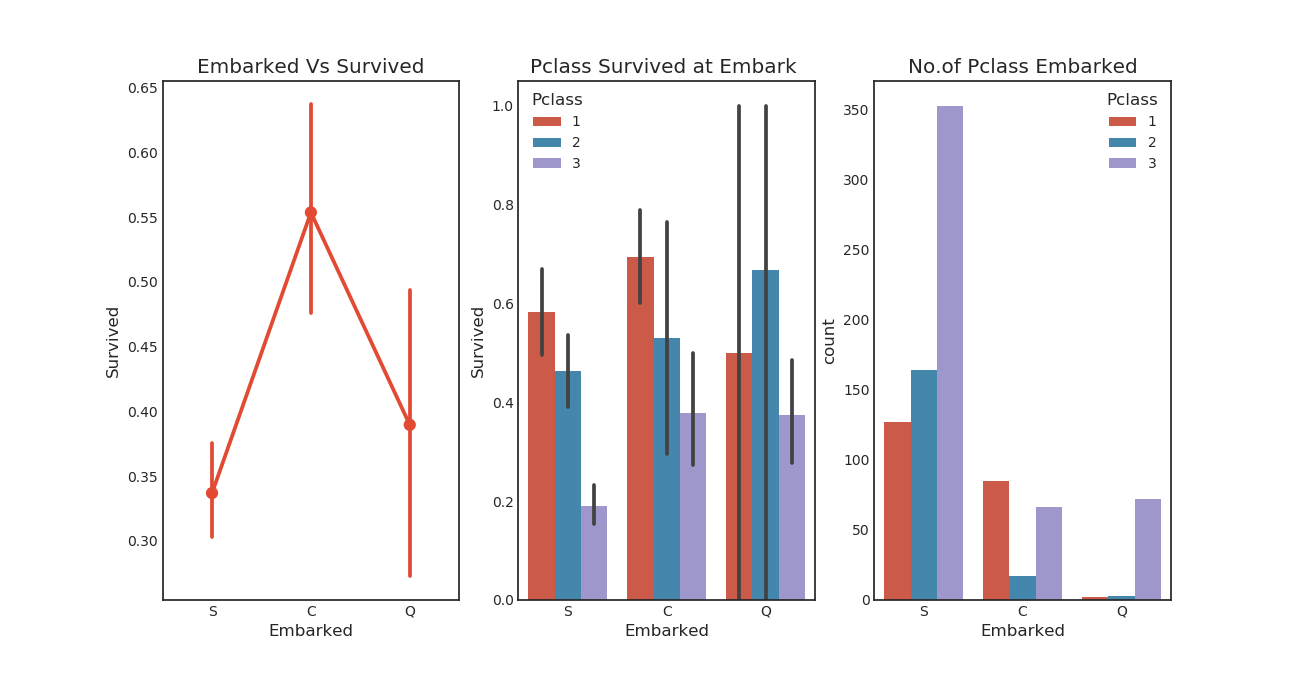 Embarked Vs Survived
0.65
0.60
0.55
0.50
0.45
0.40
0.35
0.30
Survived
S C Q
Embarked
Pclass Survived at Embark
Pclass
1
2
3
1.0
0.8
0.6
0.4
0.2
0.0
Survived
S C Q
Embarked
No.of Pclass Embarked
Pclass
1
2
3
350
300
250
200
150
100
50
0
count
S C Q
Embarked